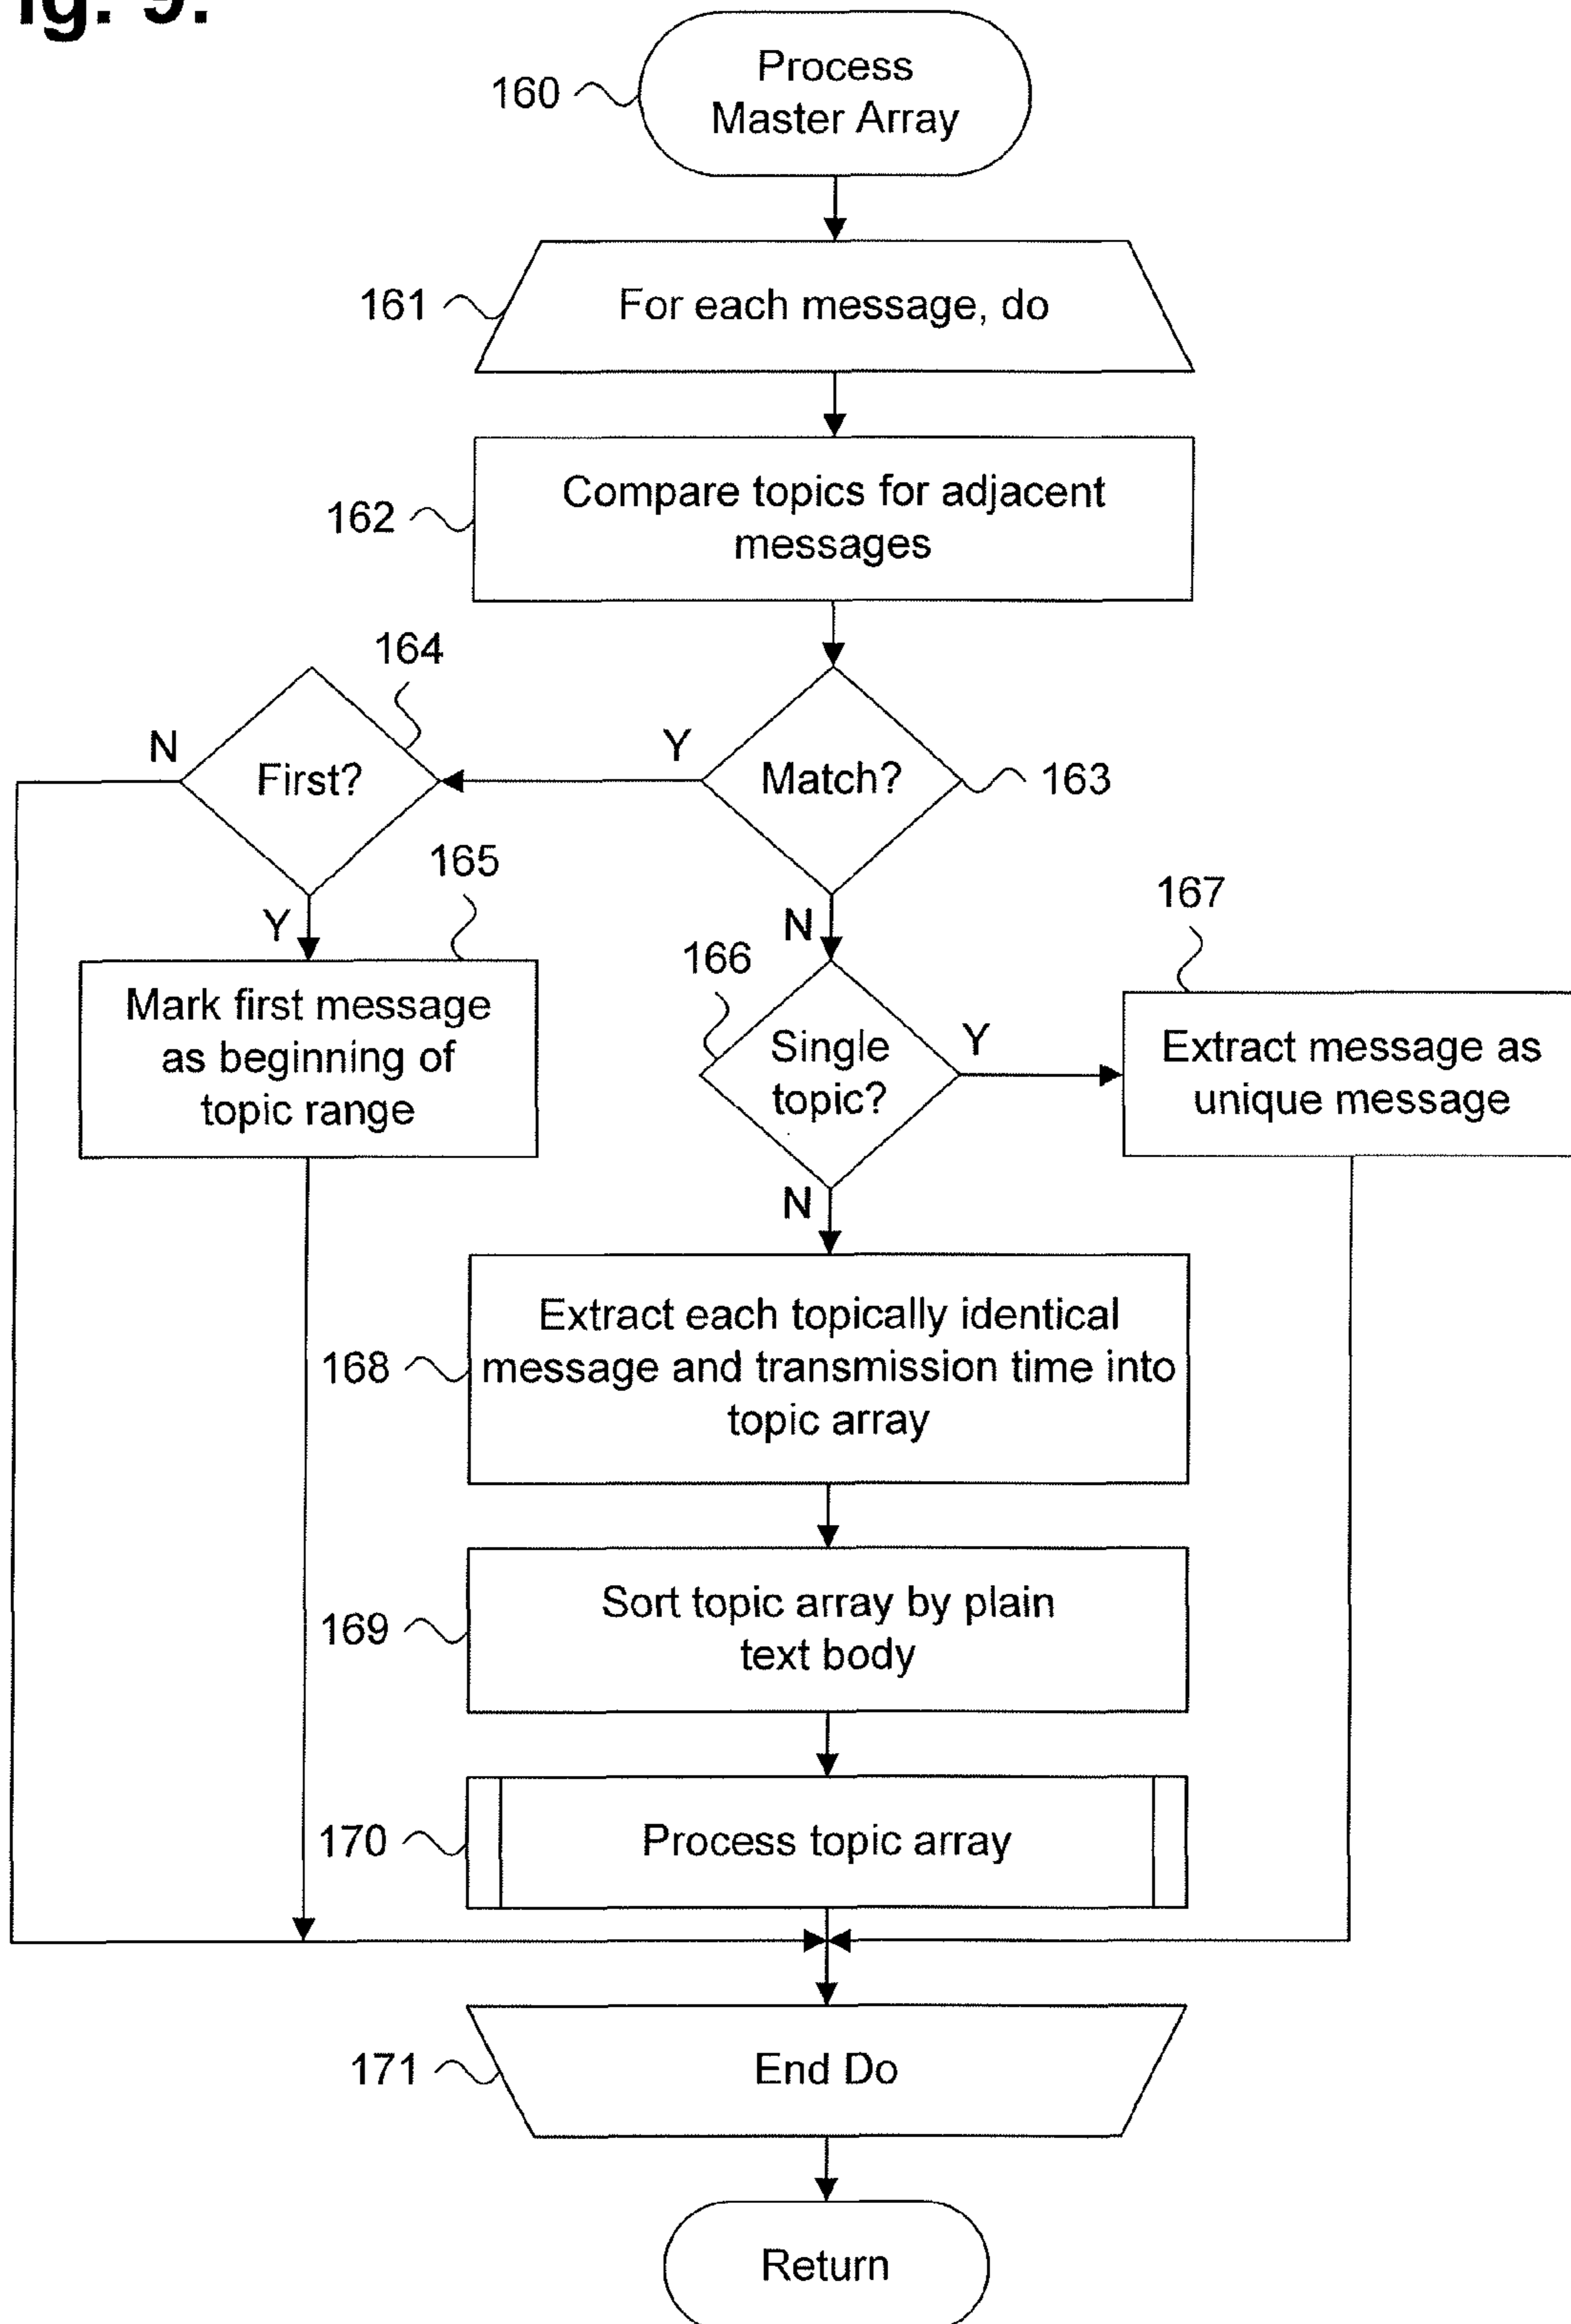 ig. 9.
160
Process
Master Array
161
For each message, do
162
Compare topics for adjacent
messages
164
N
First?
Y
Match?
163
165
Y
N
167
166
Mark first message
as beginning of
topic range
Single
topic?
Y
Extract message as
unique message
N
168
Extract each topically identical
message and transmission time into
topic array
169
Sort topic array by plain
text body
170
Process topic array
171
End Do
Return